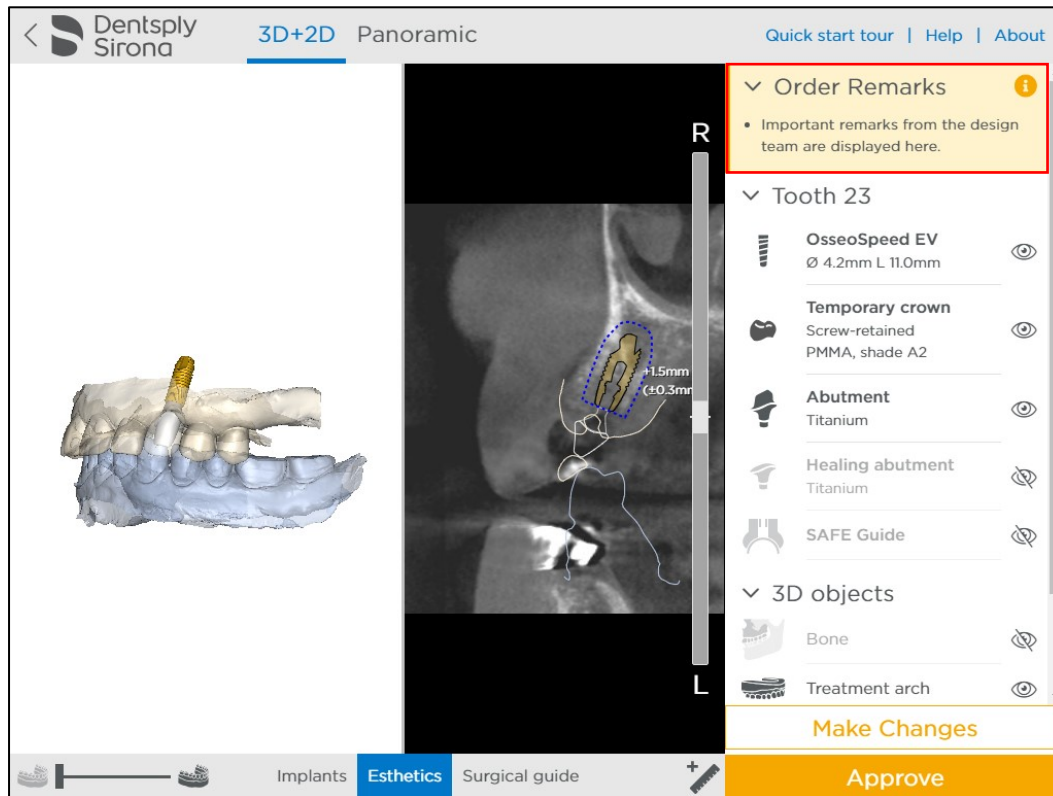 Dentsply
Sirona
3D+2D Panoramic
Quick start tour | Help | About
R
+1.5mm
(±0.3mm
L
Order Remarks
• Important remarks from the design
team are displayed here.
Tooth 23
OsseoSpeed EV
Ø 4.2mm L 11.0mm
Temporary crown
Screw-retained
PMMA, shade A2
Abutment
Titanium
Healing abutment
Titanium
SAFE Guide
3D objects
Bone
Treatment arch
Make Changes
Implants Esthetics Surgical guide
Approve